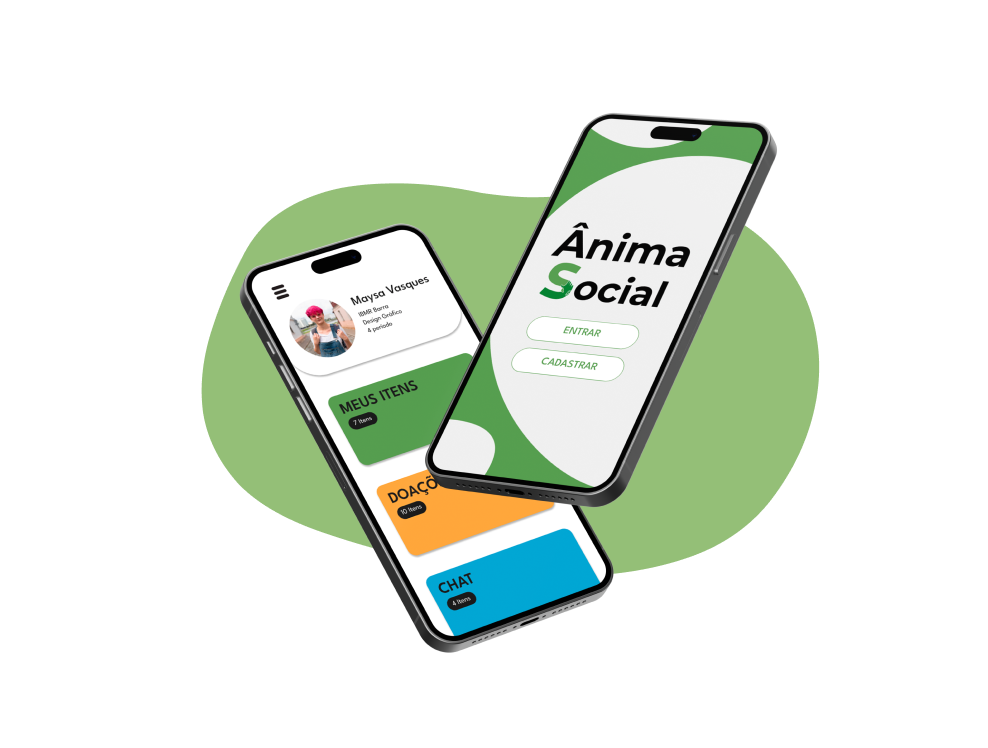 Maysa Vasques
IBMR Barra
Design Gráfico
4 período
MEUS ITENS
7 Itens
DOAÇÕ
10 Itens
CHAT
4 Itens
Ânima
Social
ENTRAR
CADASTRAR